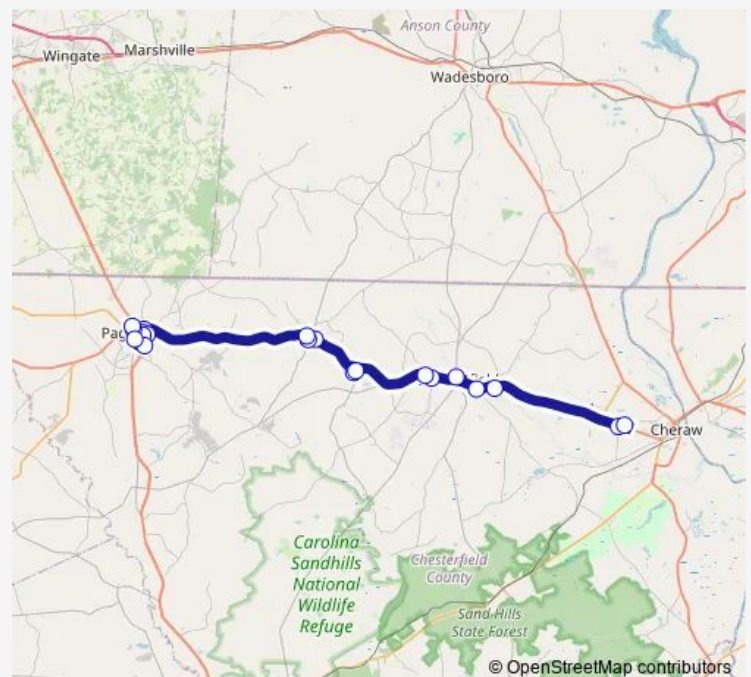 Anson County
Wingate
Marshville
Wadesboro
Pag
Cheraw
Carolina
Sandhills
National
Wildlife
Refuge
Chesterfield
County
Sand Hills
State Forest
© OpenStreetMap contributors